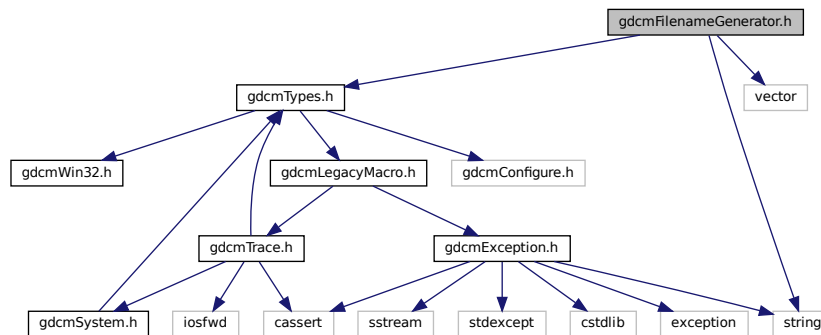 gdcmFilenameGenerator.h
gdcmTypes.h
vector
gdcmWin32.h
gdcmLegacyMacro.h
gdcmConfigure.h
gdcmTrace.h
gdcmException.h
gdcmSystem.h
iosfwd
cassert
sstream
stdexcept
cstdlib
exception
string